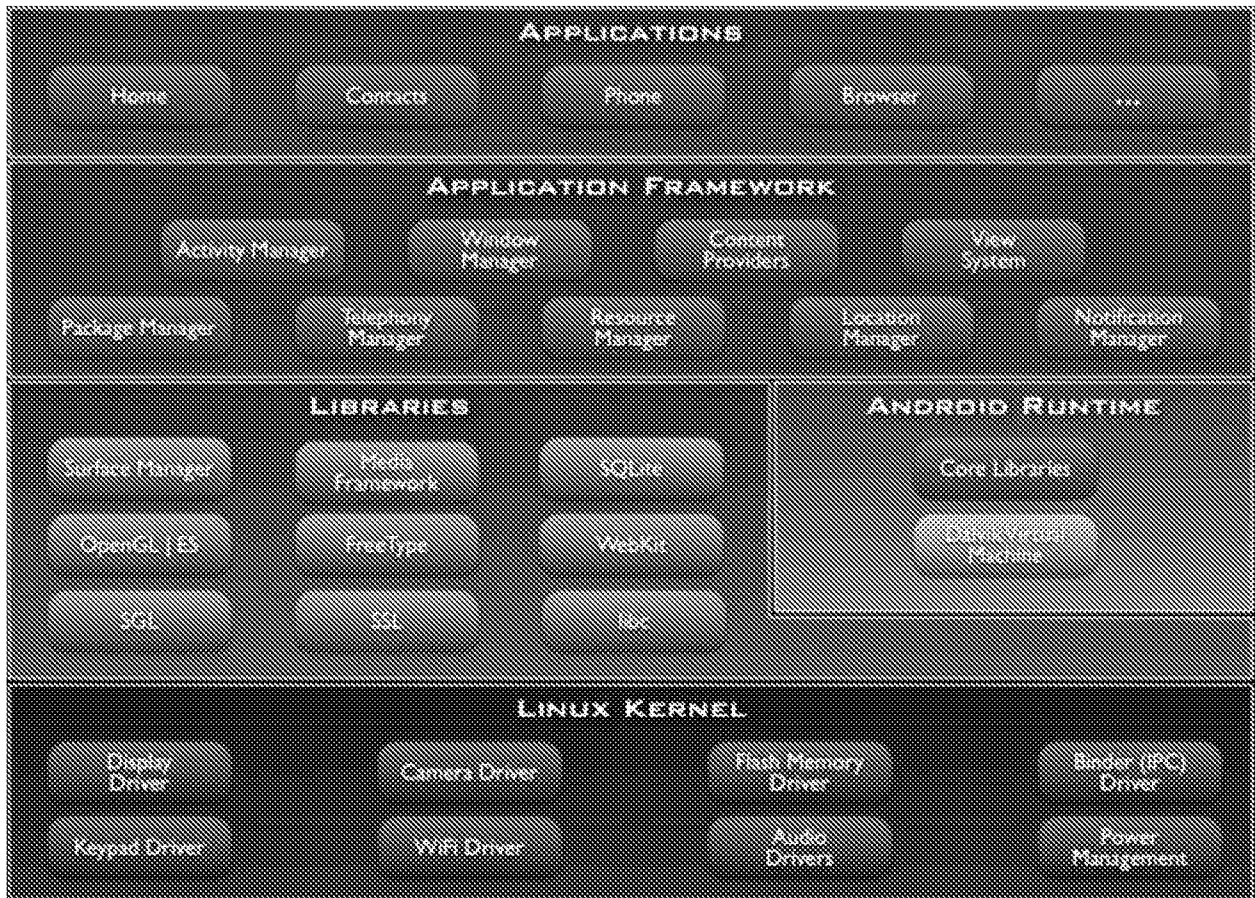 APPLICATIONS
Home
Contacts
Phone
Browser
...
APPLICATION FRAMEWORK
Activity Manager
Window
Manager
Content
Providers
View
System
Package Manager
Telephony
Manager
Resource
Manager
Location
Manager
Notification
Manager
LIBRARIES
Surface Manager
Media
Framework
SQLite
OpenGL | ES
FreeType
WebKit
SGL
SSL
libc
ANDROID RUNTIME
Core Libraries
Dalvik Virtual
Machine
LINUX KERNEL
Display
Driver
Camera Driver
Flash Memory
Driver
Binder (IPC)
Driver
Keypad Driver
WiFi Driver
Audio
Drivers
Power
Management